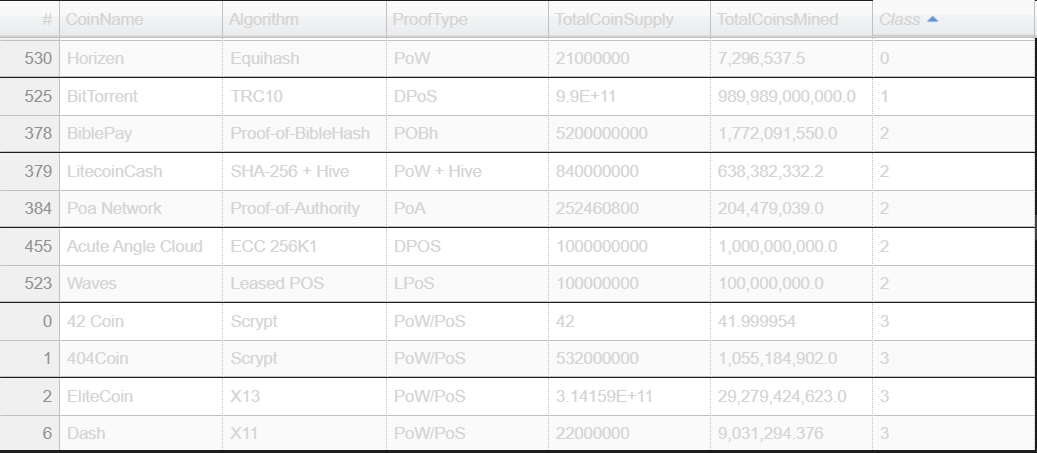 # CoinName Algorithm ProofType TotalCoinSupply TotalCoinsMined Class
530 Horizen Equihash PoW 21000000 7,296,537.5 0
525 BitTorrent TRC10 DPoS 9.9E+11 989,989,000,000.0 1
378 BiblePay Proof-of-BibleHash POBh 5200000000 1,772,091,550.0 2
379 LitecoinCash SHA-256 + Hive PoW + Hive 840000000 638,382,332.2 2
384 Poa Network Proof-of-Authority PoA 252460800 204,479,039.0 2
455 Acute Angle Cloud ECC 256K1 DPOS 1000000000 1,000,000,000.0 2
523 Waves Leased POS LPoS 100000000 100,000,000.0 2
0 42 Coin Scrypt PoW/PoS 42 41.999954 3
1 404Coin Scrypt PoW/PoS 532000000 1,055,184,902.0 3
2 EliteCoin X13 PoW/PoS 3.14159E+11 29,279,424,623.0 3
6 Dash X11 PoW/PoS 22000000 9,031,294.376 3